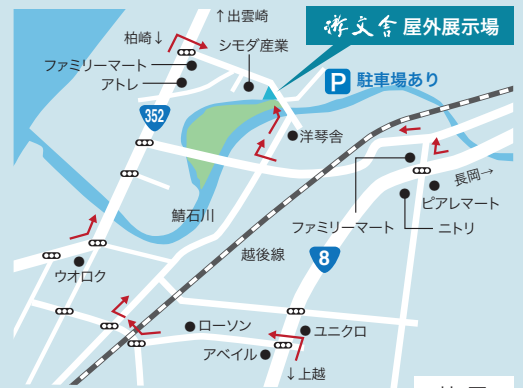 ↑出雲崎
柏崎↓
ファミリーマート
アトレ
シモダ産業
屋外展示場
P 駐車場あり
352
洋琴舎
鯖石川
越後線
ファミリーマート
長岡→
ピアレマート
ニトリ
8
ウオロク
ローソン
アベイル
ユニクロ
↓上越